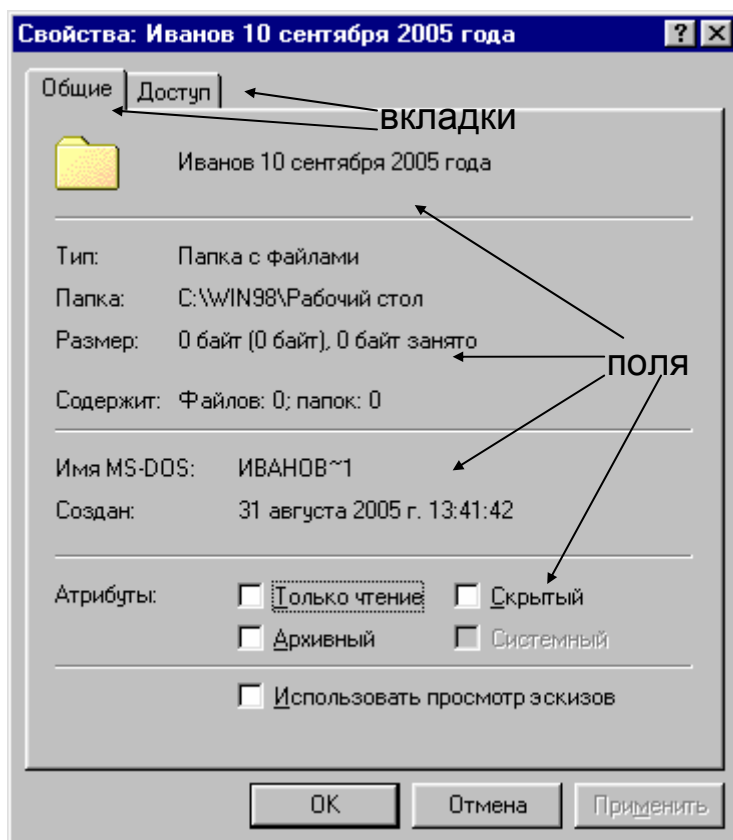 Свойства: Иванов 10 сентября 2005 года
Общие Доступ
вкладки
Иванов 10 сентября 2005 года
Тип: Папка с файлами
Папка: C:\WIN98\Рабочий стол
Размер: 0 байт (0 байт), 0 байт занято
поля
Содержит: Файлов: 0; папок: 0
Имя MS-DOS: ИВАНОВ~1
Создан: 31 августа 2005 г. 13:41:42
Атрибуты: Только чтение Скрытый
Архивный Системный
Использовать просмотр эскизов
OK Отмена Применить